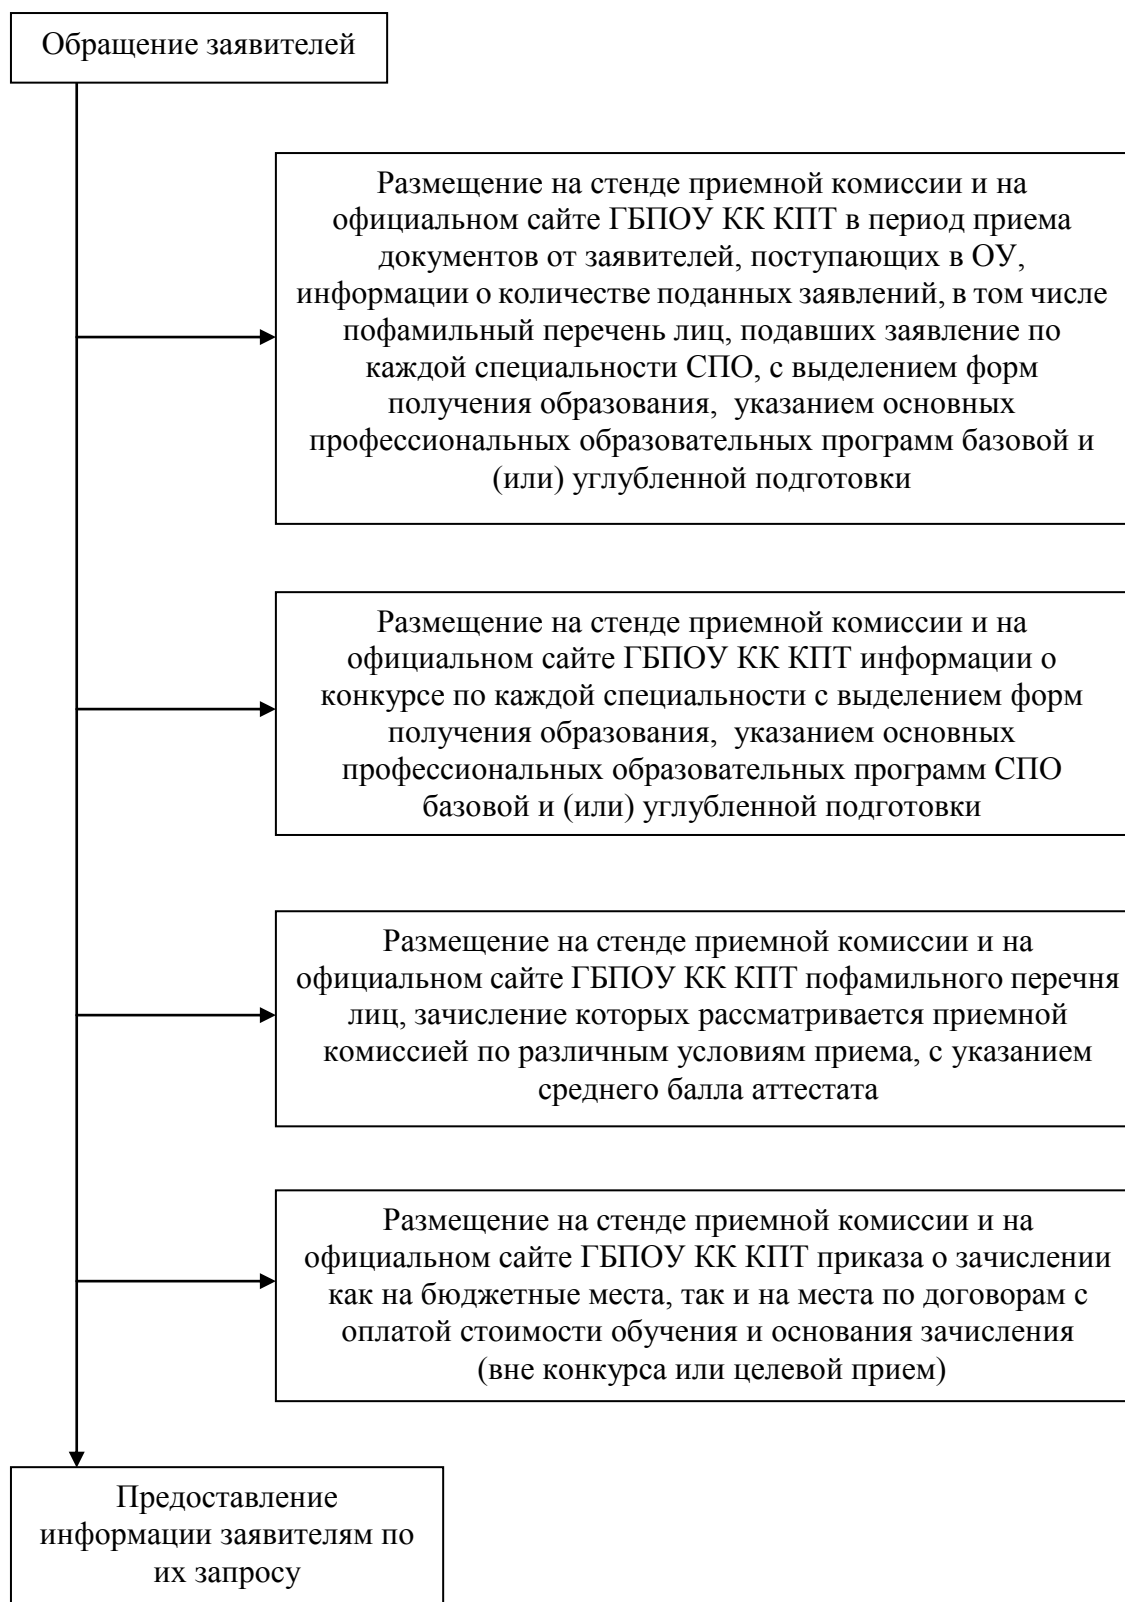 Обращение заявителей
Размещение на стенде приемной комиссии и на
официальном сайте ГБПОУ КК КПТ в период приема
документов от заявителей, поступающих в ОУ,
информации о количестве поданных заявлений, в том числе
пофамильный перечень лиц, подавших заявление по
каждой специальности СПО, с выделением форм
получения образования,  указанием основных
профессиональных образовательных программ базовой и
(или) углубленной подготовки
Размещение на стенде приемной комиссии и на
официальном сайте ГБПОУ КК КПТ информации о
конкурсе по каждой специальности с выделением форм
получения образования,  указанием основных
профессиональных образовательных программ СПО
базовой и (или) углубленной подготовки
Размещение на стенде приемной комиссии и на
официальном сайте ГБПОУ КК КПТ пофамильного перечня
лиц, зачисление которых рассматривается приемной
комиссией по различным условиям приема, с указанием
среднего балла аттестата
Размещение на стенде приемной комиссии и на
официальном сайте ГБПОУ КК КПТ приказа о зачислении
как на бюджетные места, так и на места по договорам с
оплатой стоимости обучения и основания зачисления
(вне конкурса или целевой прием)
Предоставление
информации заявителям по
их запросу